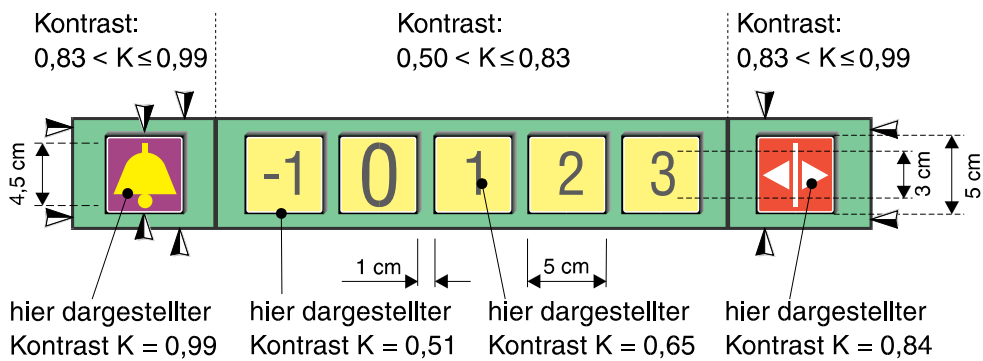 Kontrast:
0,83 < K ≤ 0,99
Kontrast:
0,50 < K ≤ 0,83
Kontrast:
0,83 < K ≤ 0,99
4,5 cm
-1
0
1
2
3
3 cm
5 cm
1 cm
5 cm
hier dargestellter
Kontrast K = 0,99
hier dargestellter
Kontrast K = 0,51
hier dargestellter
Kontrast K = 0,65
hier dargestellter
Kontrast K = 0,84